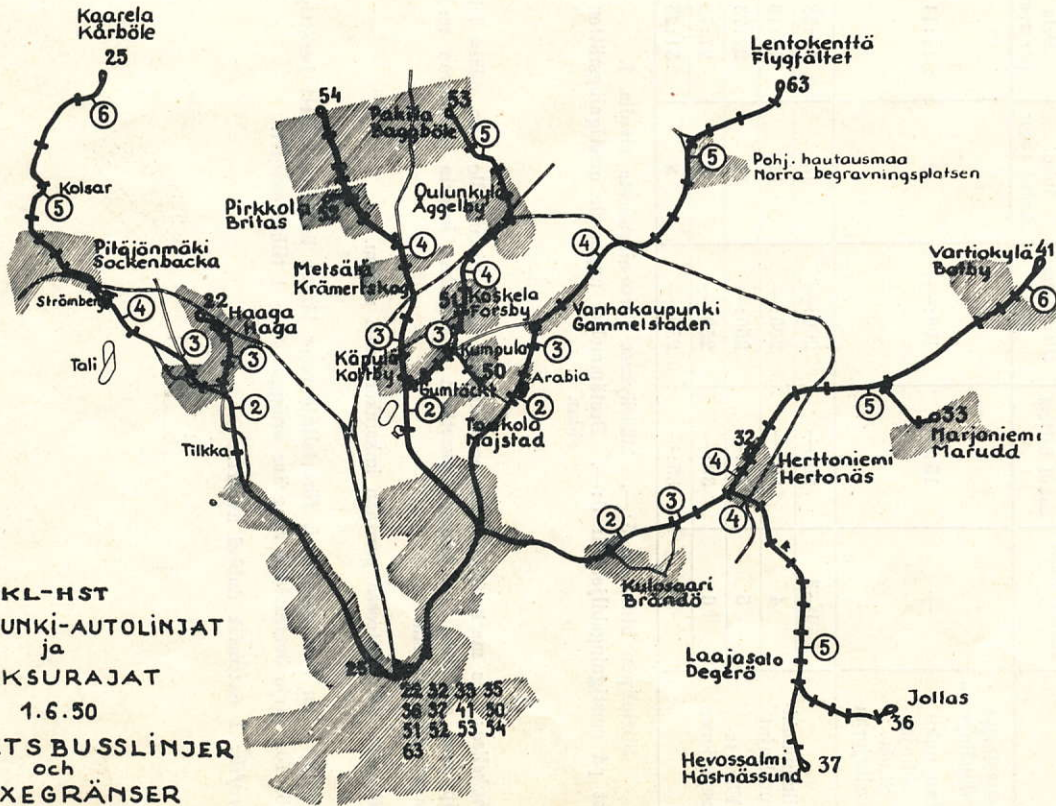 Kaarela
Kårböle
25
6
Kolsar
5
Pitäjänmäki
Sockenbacka
Strömberg
4
Tali
22
Haaga
Haga
3
3
2
Tilkka
54
Pakila
Baggböle
53
5
Pirkkola
Britas
Oulunkylä
Åggelby
4
Metsälä
Krämertskog
4
51
Koskela
Forsby
3
3
Käpylä
Kottby
Kumpula
50
Gumtäckt
2
Toukola
Majstad
Arabia
2
3
Vanhakaupunki
Gammelstaden
4
Lentokenttä
Flygfältet
63
5
Pohj. hautausmaa
Norra begravningsplatsen
Vartiokylä
Botby
41
6
5
33
Marjaniemi
Marudd
32
4
Herttoniemi
Hertonäs
4
3
2
Kulosaari
Brändö
5
Laajasalo
Degerö
Jollas
36
Hevossalmi
Hästnässund
37
25
22 32 33 35
36 37 41 50
51 52 53 54
63
KL-HST
UNKI-AUTOLINJAT
ja
KSURAJAT
1.6.50
TSBUSSLINJER
och
XEGRÄNSER